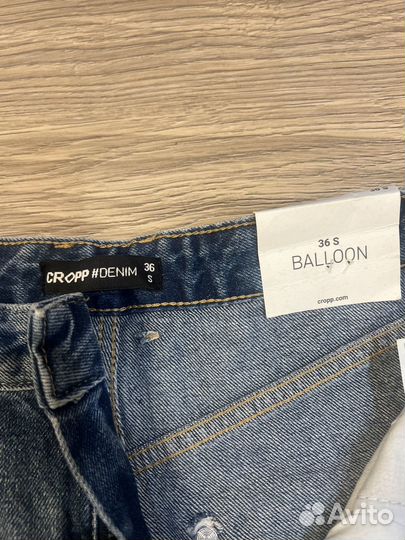 36 S
BALLOON
cropp.com
CROPP #DENIM 36
S
Avito